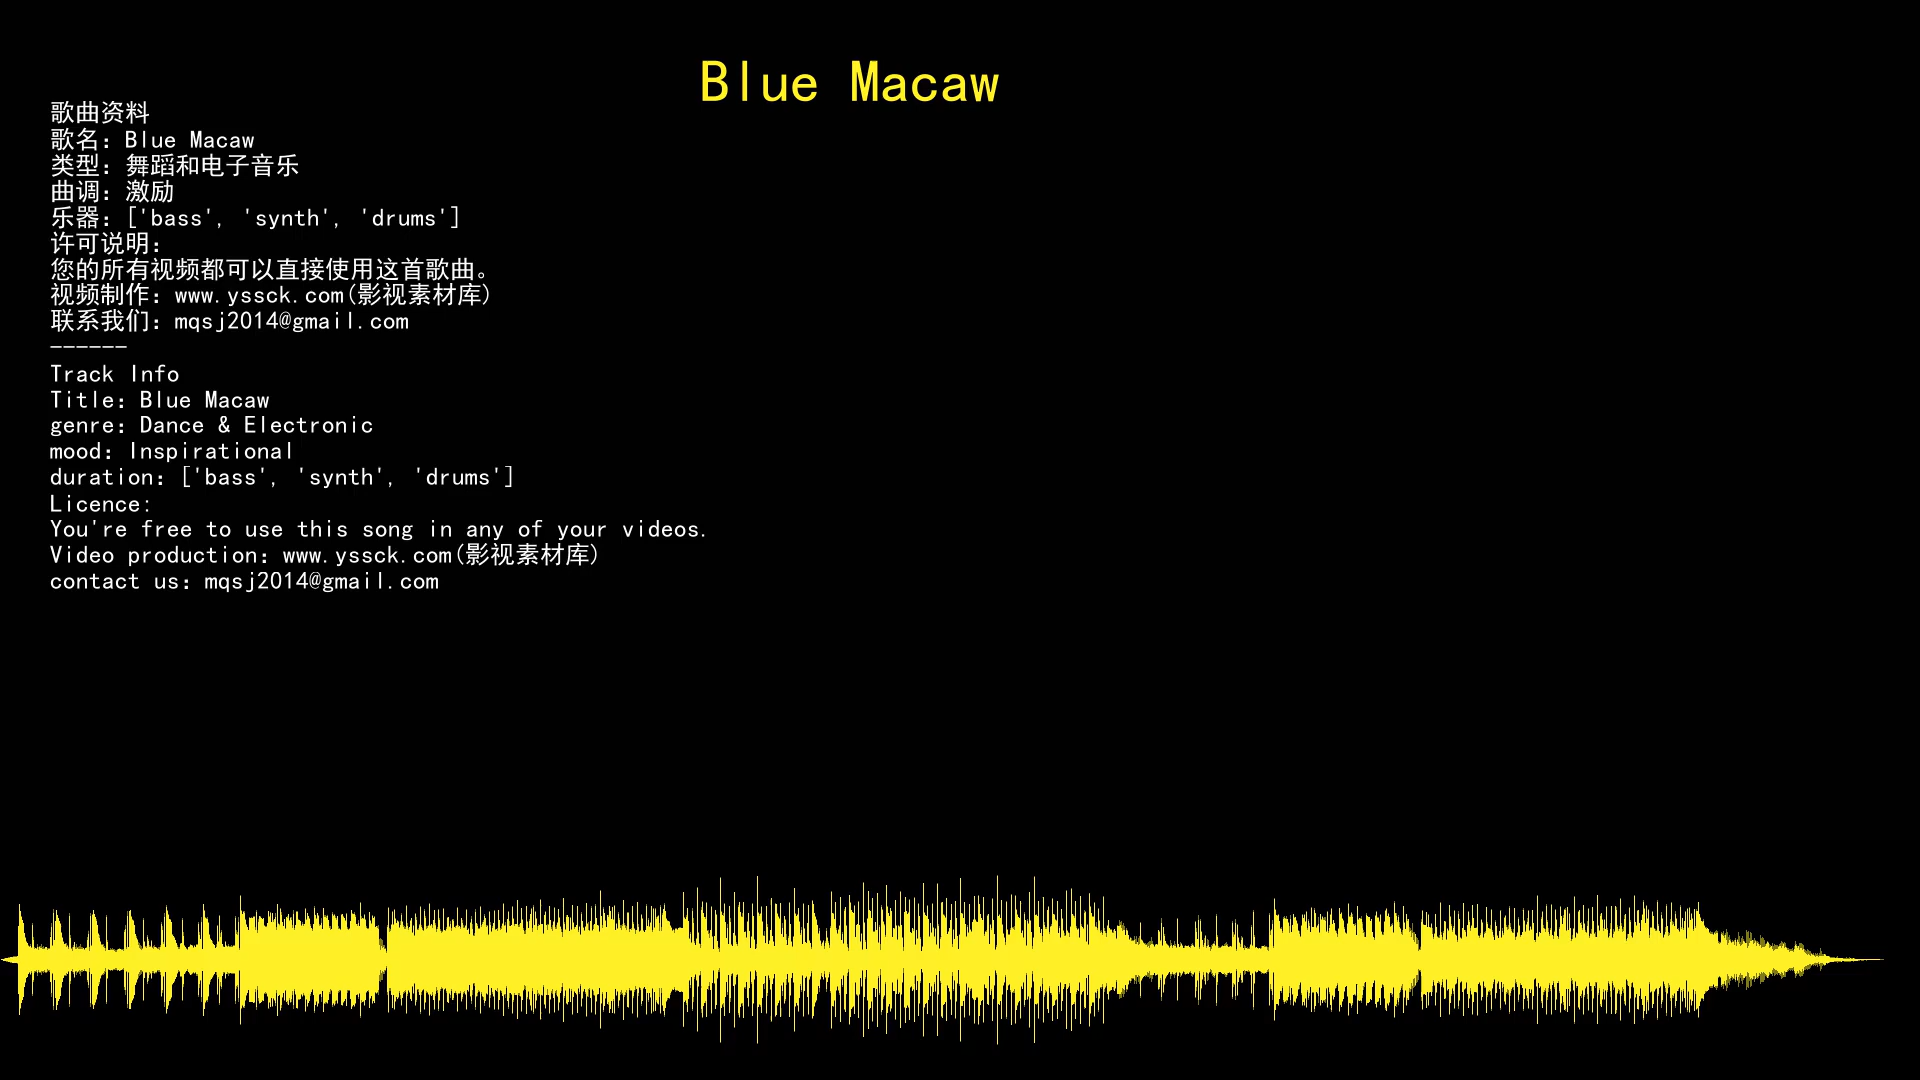 Blue Macaw
歌曲资料
歌名：Blue Macaw
类型：舞蹈和电子音乐
曲调：激励
乐器：['bass', 'synth', 'drums']
许可说明：
您的所有视频都可以直接使用这首歌曲。
视频制作：www.yssck.com(影视素材库)
联系我们：mqsj2014@gmail.com
------
Track Info
Title：Blue Macaw
genre：Dance & Electronic
mood：Inspirational
duration：['bass', 'synth', 'drums']
Licence:
You're free to use this song in any of your videos.
Video production：www.yssck.com(影视素材库)
contact us：mqsj2014@gmail.com